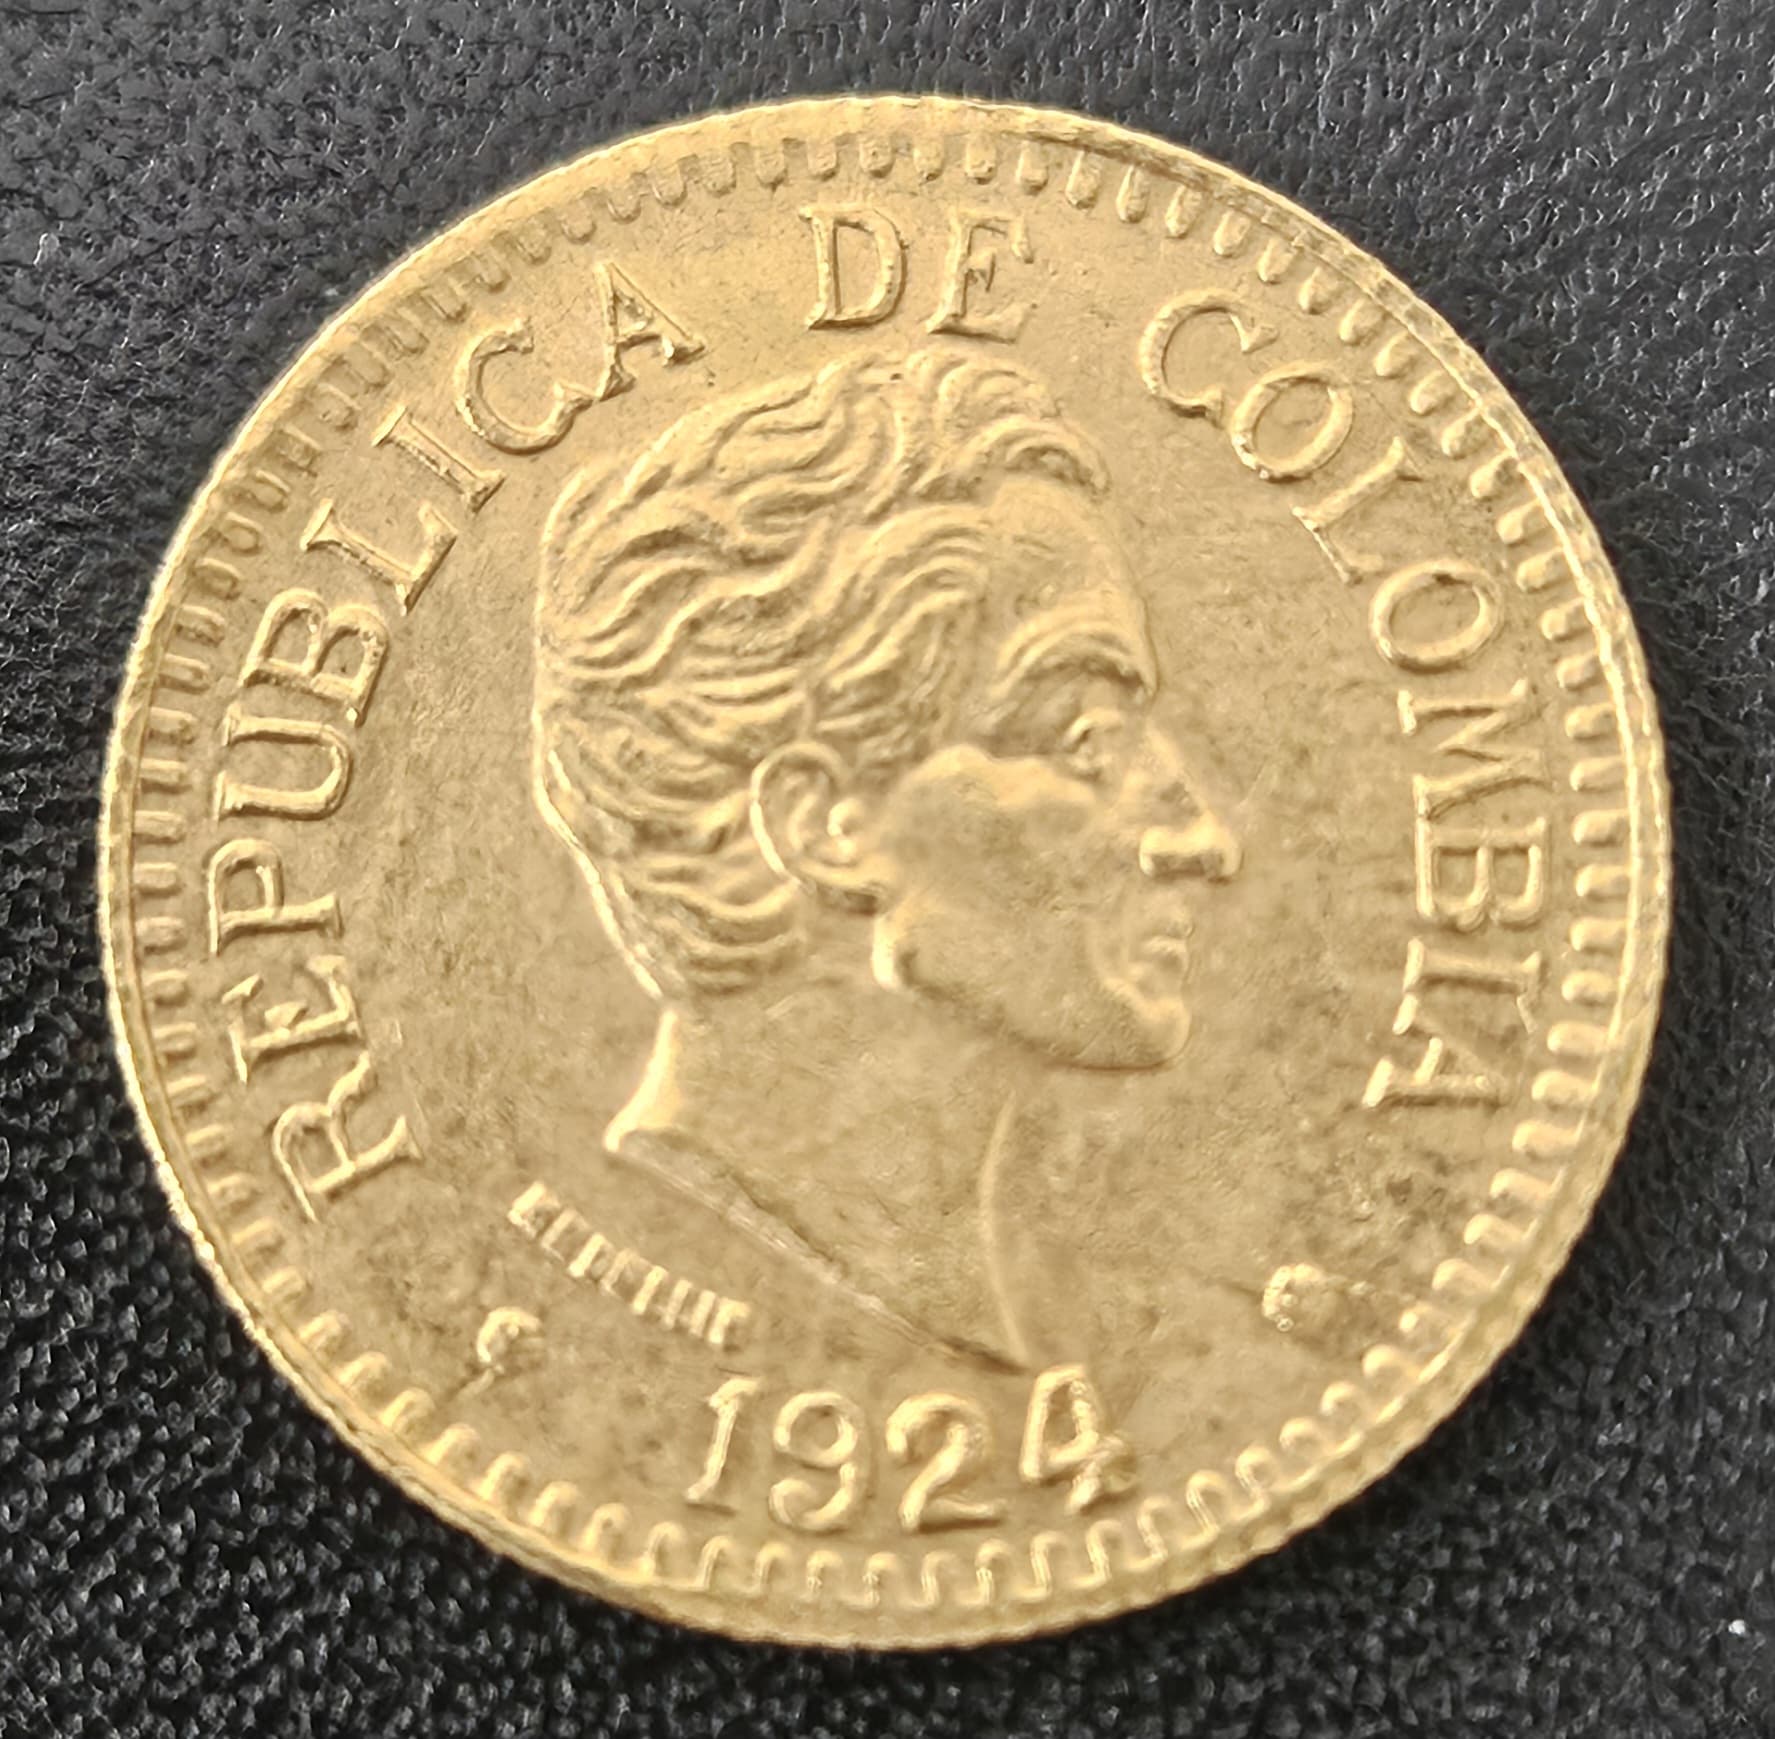 REPUBLICA DE COLOMBIA
1924